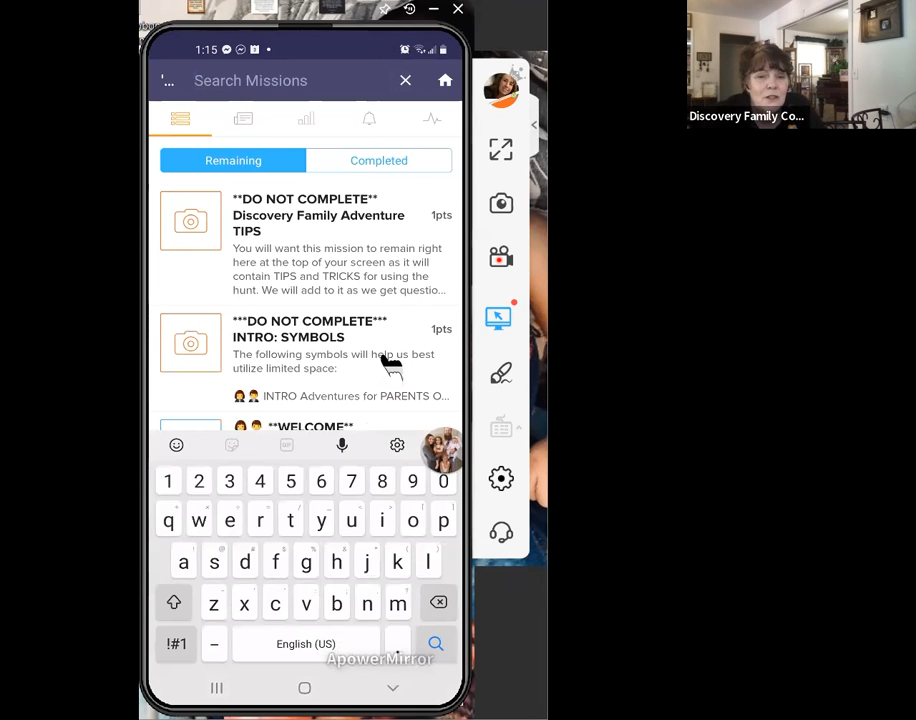 1:15
'...
Search Missions
Remaining
Completed
**DO NOT COMPLETE**
Discovery Family Adventure
TIPS
1pts
You will want this mission to remain right
here at the top of your screen as it will
contain TIPS and TRICKS for using the
hunt. We will add to it as we get questio...
***DO NOT COMPLETE***
INTRO: SYMBOLS
1pts
The following symbols will help us best
utilize limited space:
INTRO Adventures for PARENTS O...
**WELCOME**
1 2 3 4 5 6 7 8 9 0
q w e r t y u i o p
a s d f g h j k l
z x c v b n m
!#1
English (US)
.
ApowerMirror
Discovery Family Co...